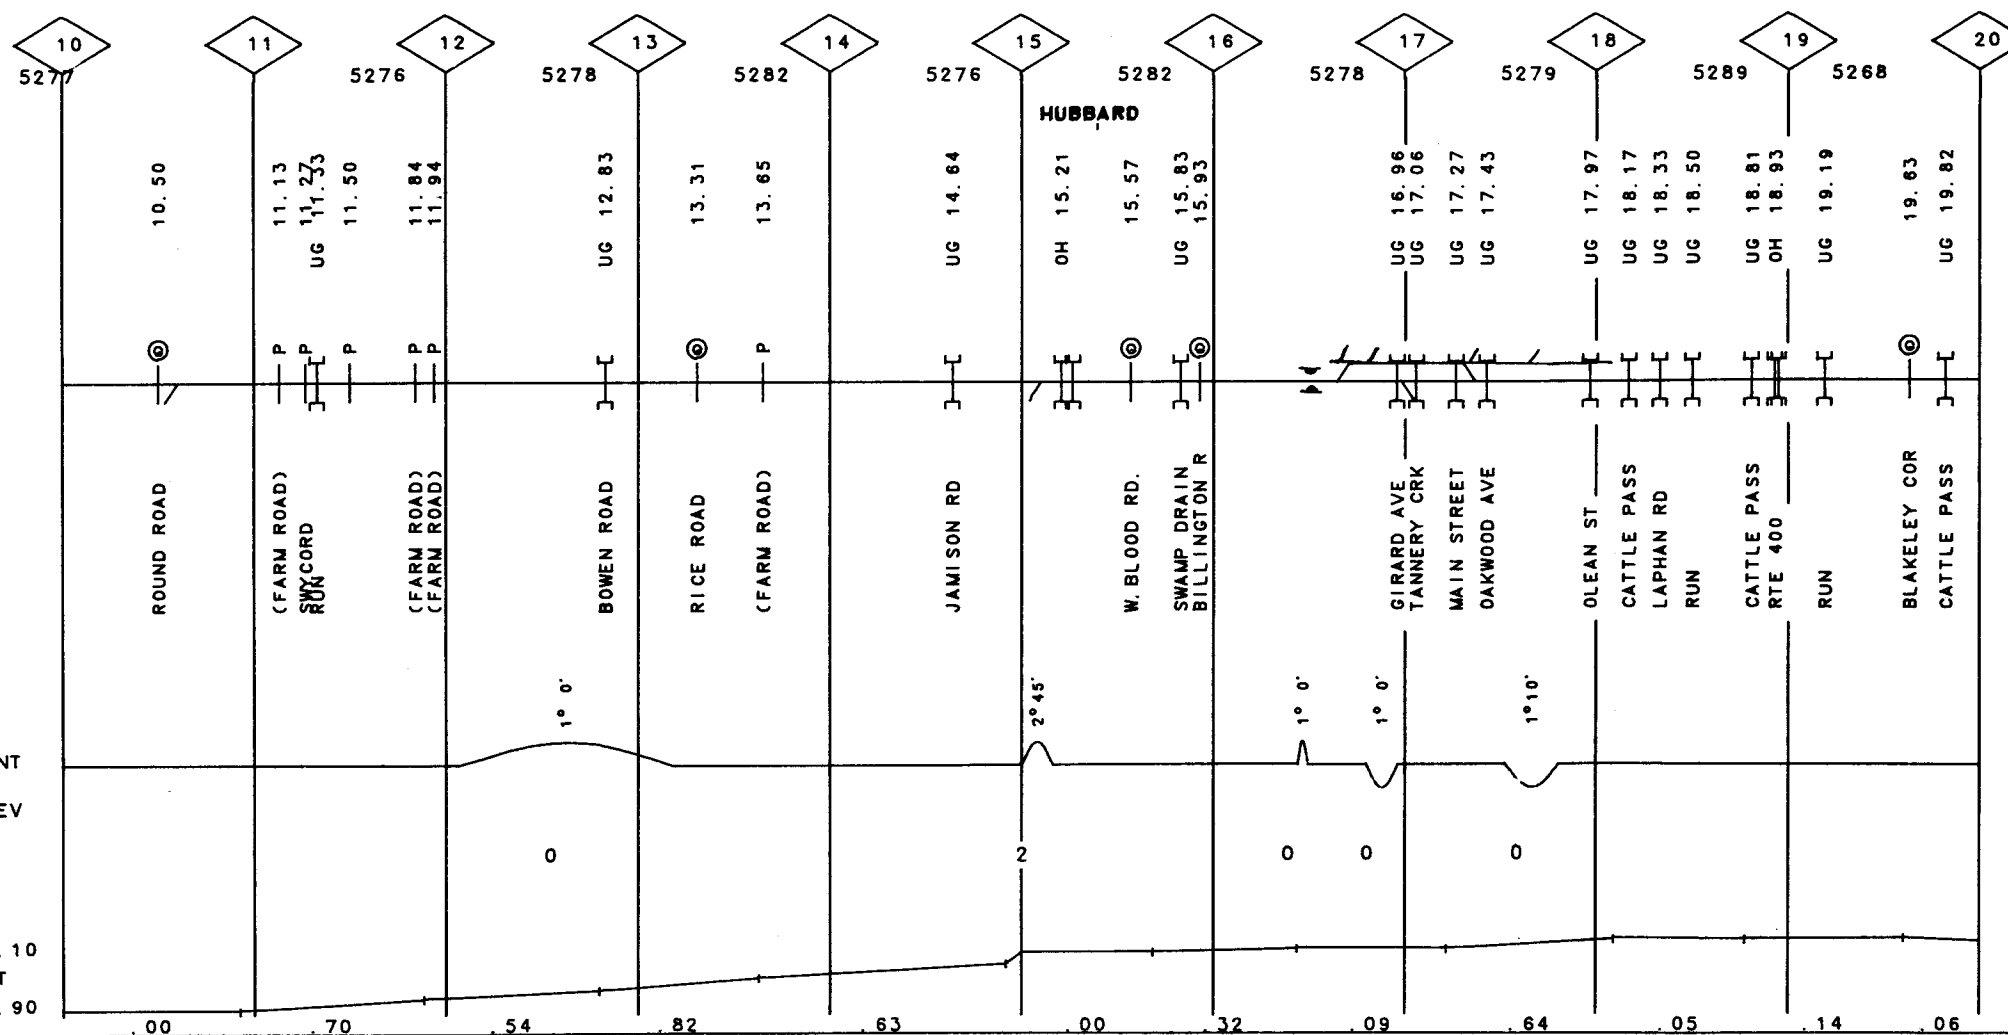 10 11 12 13 14 15 16 17 18 19 20
5277 5276 5278 5282 5276 5282 5278 5279 5289 5268
HUBBARD
10.50
11.13
11.27
UG 11.33
11.50
11.84
11.94
UG 12.83
13.31
13.65
UG 14.64
OH 15.21
15.57
UG 15.83
15.93
UG 16.96
UG 17.06
UG 17.27
UG 17.43
UG 17.97
UG 18.17
UG 18.33
UG 18.50
UG 18.81
OH 18.93
UG 19.19
19.63
UG 19.82
P P P P P P
ROUND ROAD
(FARM ROAD)
SWYCORD
RUN
(FARM ROAD)
(FARM ROAD)
BOWEN ROAD
RICE ROAD
(FARM ROAD)
JAMISON RD
W.BLOOD RD.
SWAMP DRAIN
BILLINGTON R
GIRARD AVE
TANNERY CRK
MAIN STREET
OAKWOOD AVE
OLEAN ST
CATTLE PASS
LAPHAN RD
RUN
CATTLE PASS
RTE 400
RUN
BLAKELEY COR
CATTLE PASS
1° 0'
2°45'
1° 0'
1° 0'
1°10'
NT
EV
0 2 0 0 0
.10
T
.90
.00 .70 .54 .82 .63 .00 .32 .09 .64 .05 .14 .06